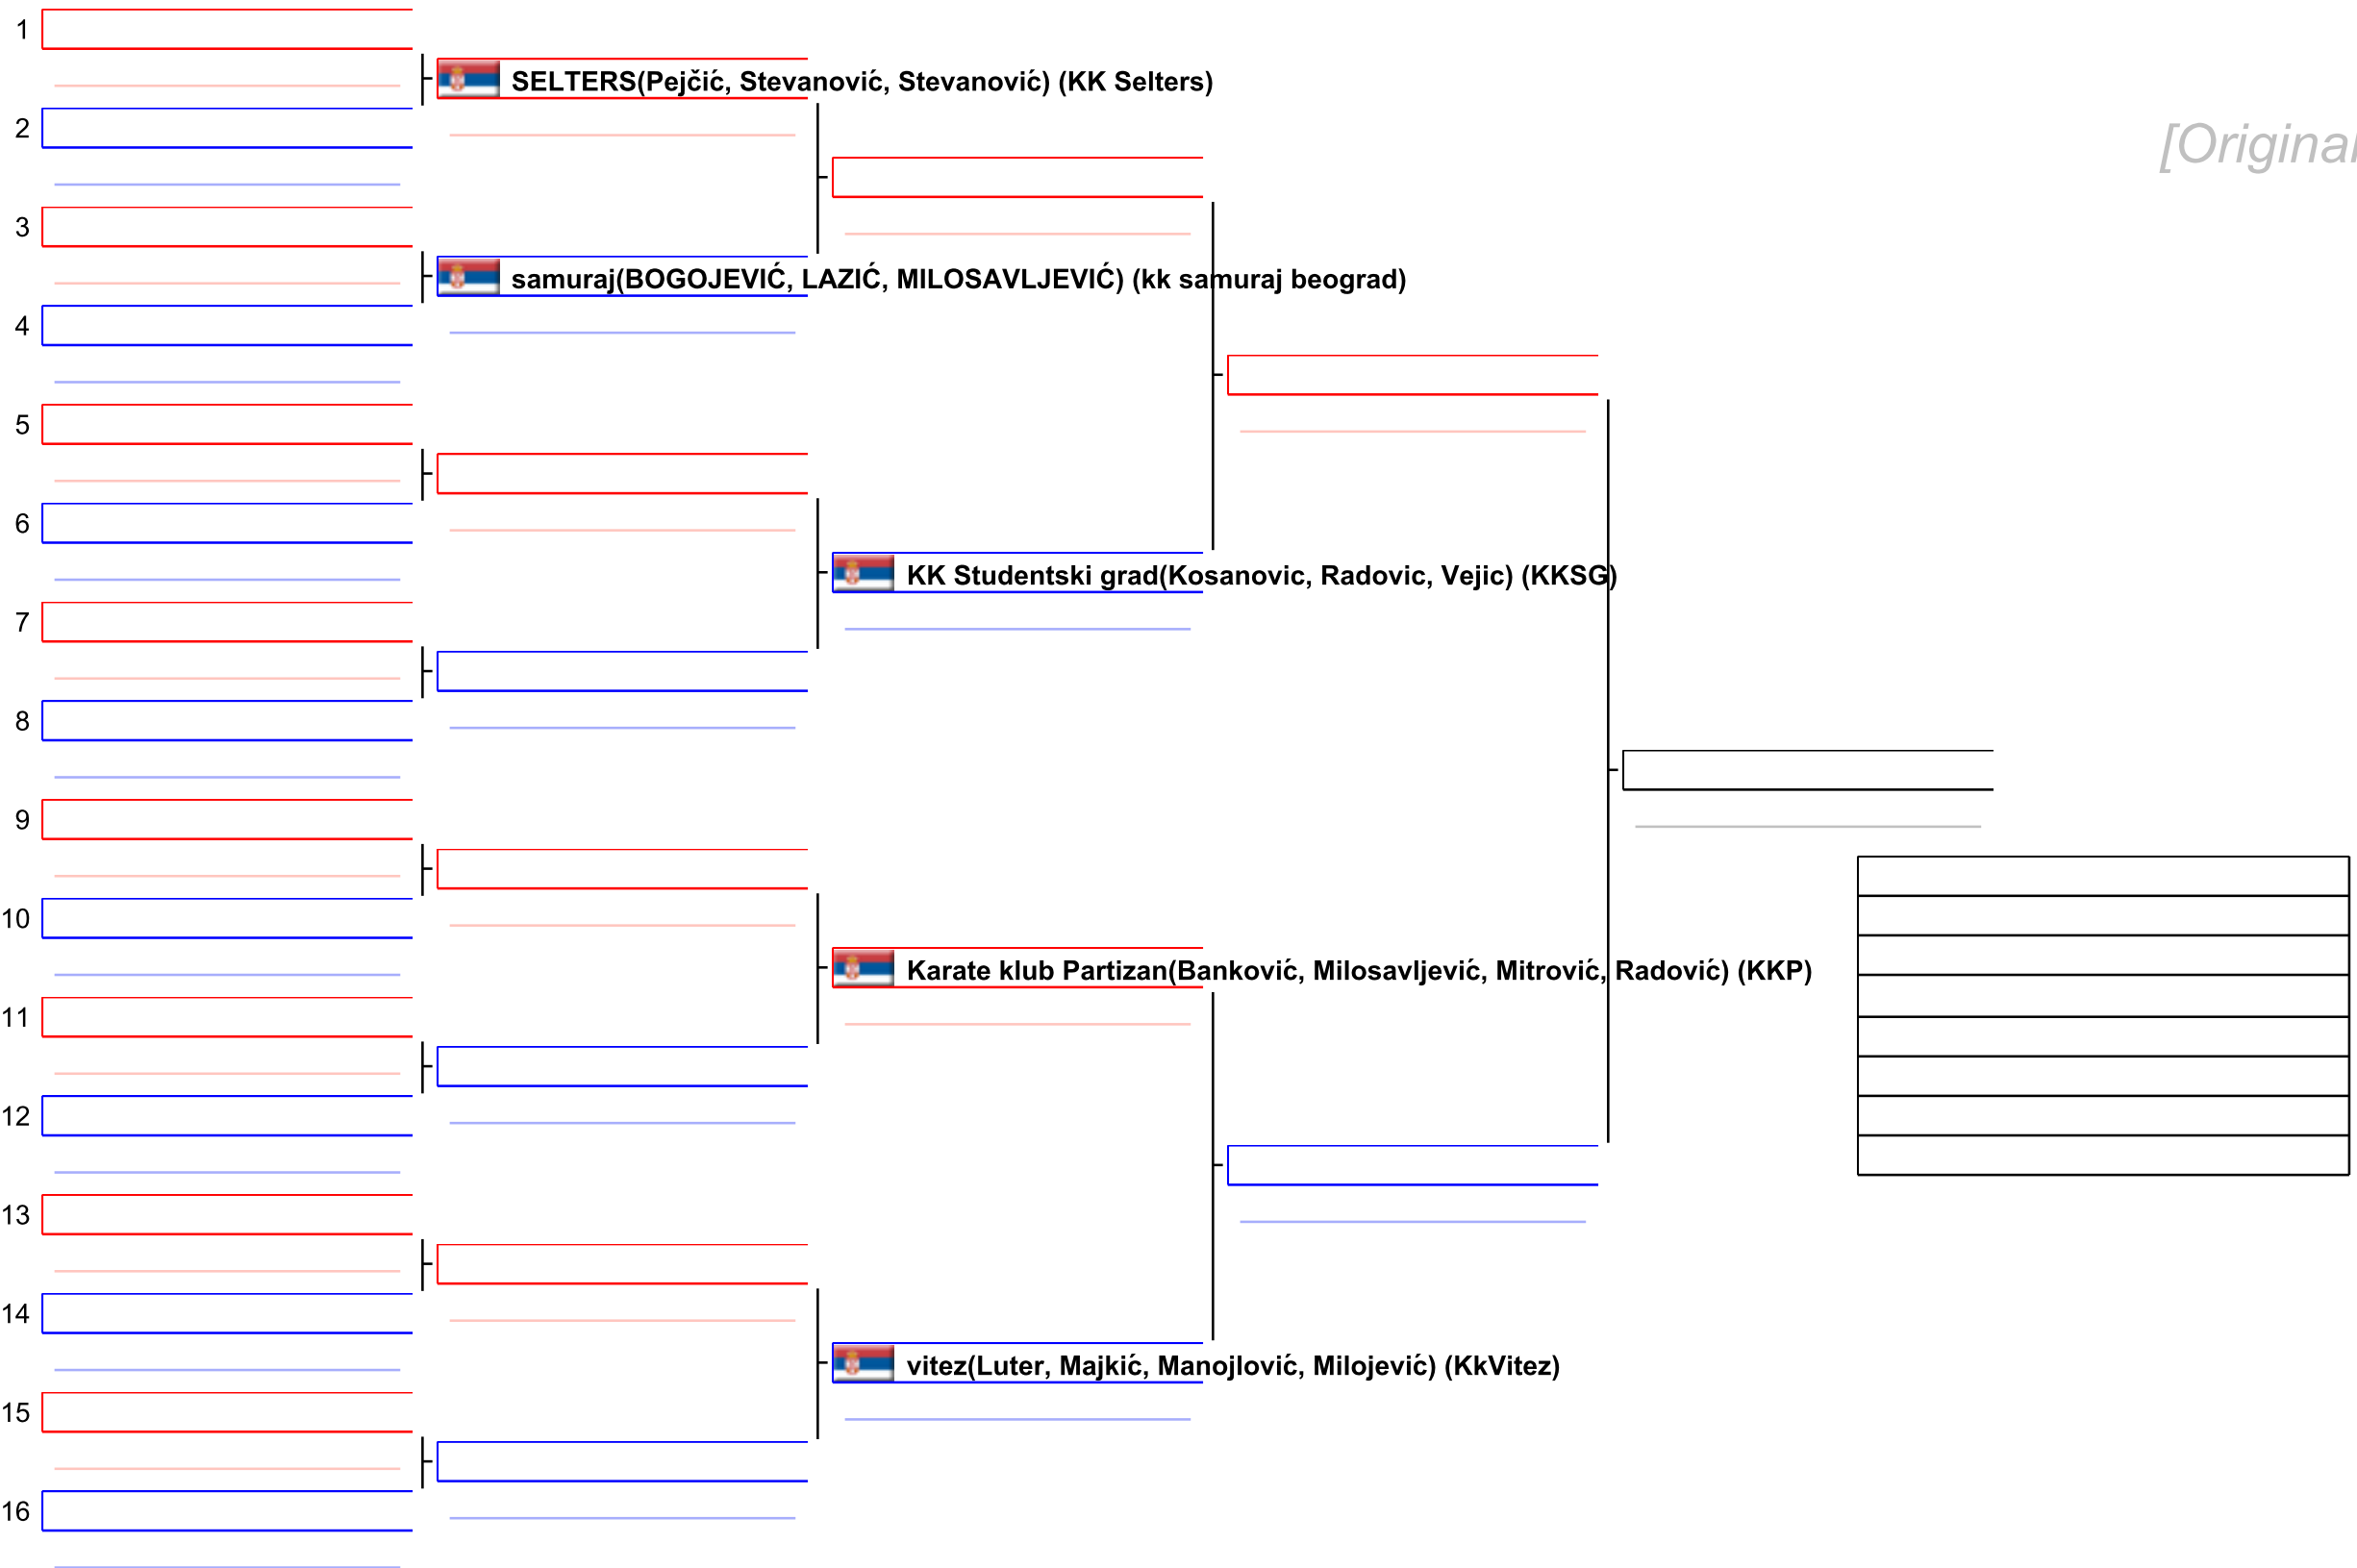 1
SELTERS(Pejčić, Stevanović, Stevanović) (KK Selters)
2
[Original
3
samuraj(BOGOJEVIĆ, LAZIĆ, MILOSAVLJEVIĆ) (kk samuraj beograd)
4
5
6
KK Studentski grad(Kosanovic, Radovic, Vejic) (KKSG)
7
8
9
10
Karate klub Partizan(Banković, Milosavljević, Mitrović, Radović) (KKP)
11
12
13
14
vitez(Luter, Majkić, Manojlović, Milojević) (KkVitez)
15
16